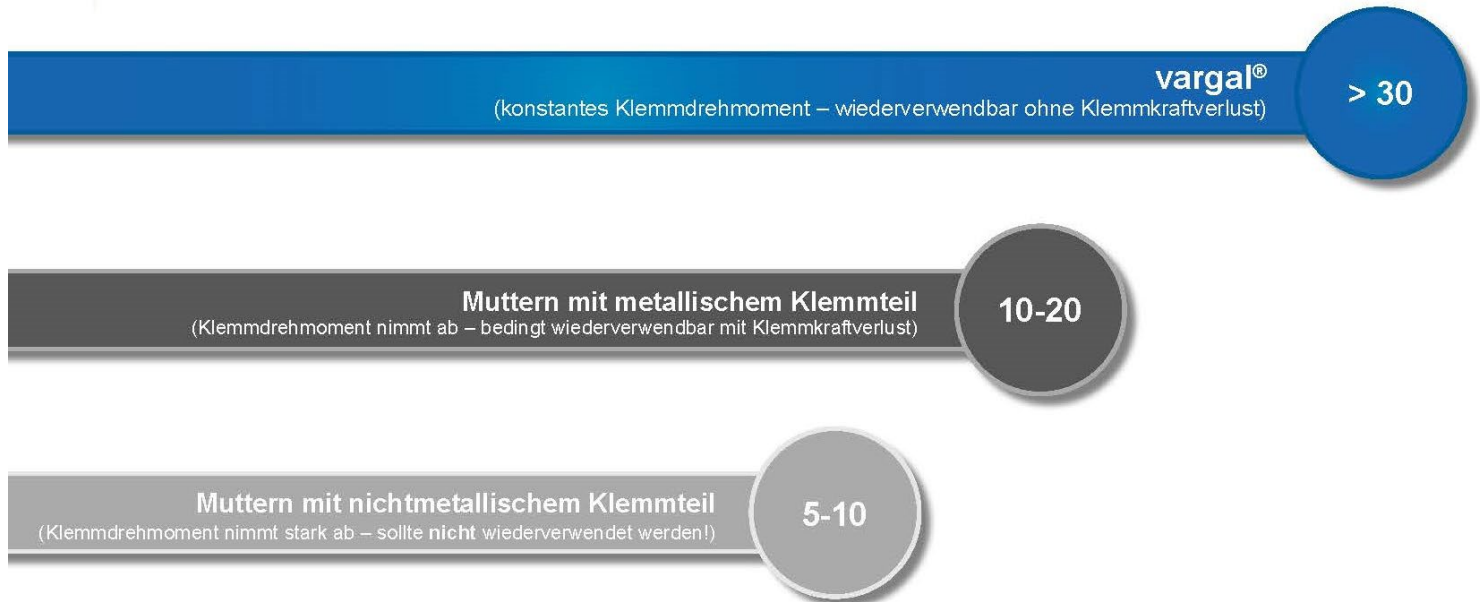 vargal®
(konstantes Klemmdrehmoment – wiederverwendbar ohne Klemmkraftverlust)
> 30
Muttern mit metallischem Klemmteil
(Klemmdrehmoment nimmt ab – bedingt wiederverwendbar mit Klemmkraftverlust)
10-20
Muttern mit nichtmetallischem Klemmteil
(Klemmdrehmoment nimmt stark ab – sollte nicht wiederverwendet werden!)
5-10